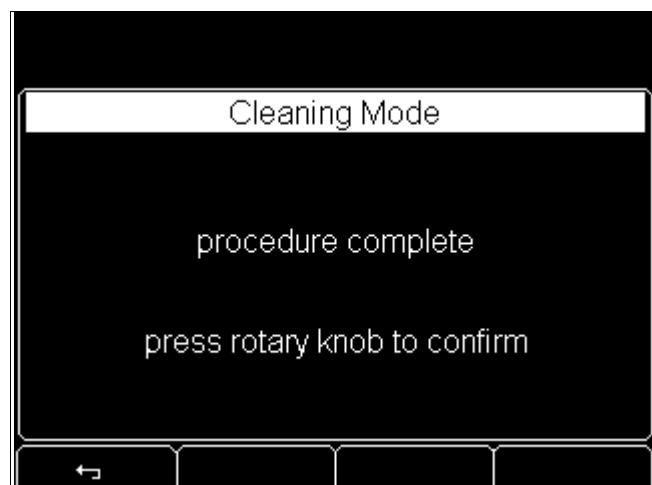 Cleaning Mode
procedure complete
press rotary knob to confirm